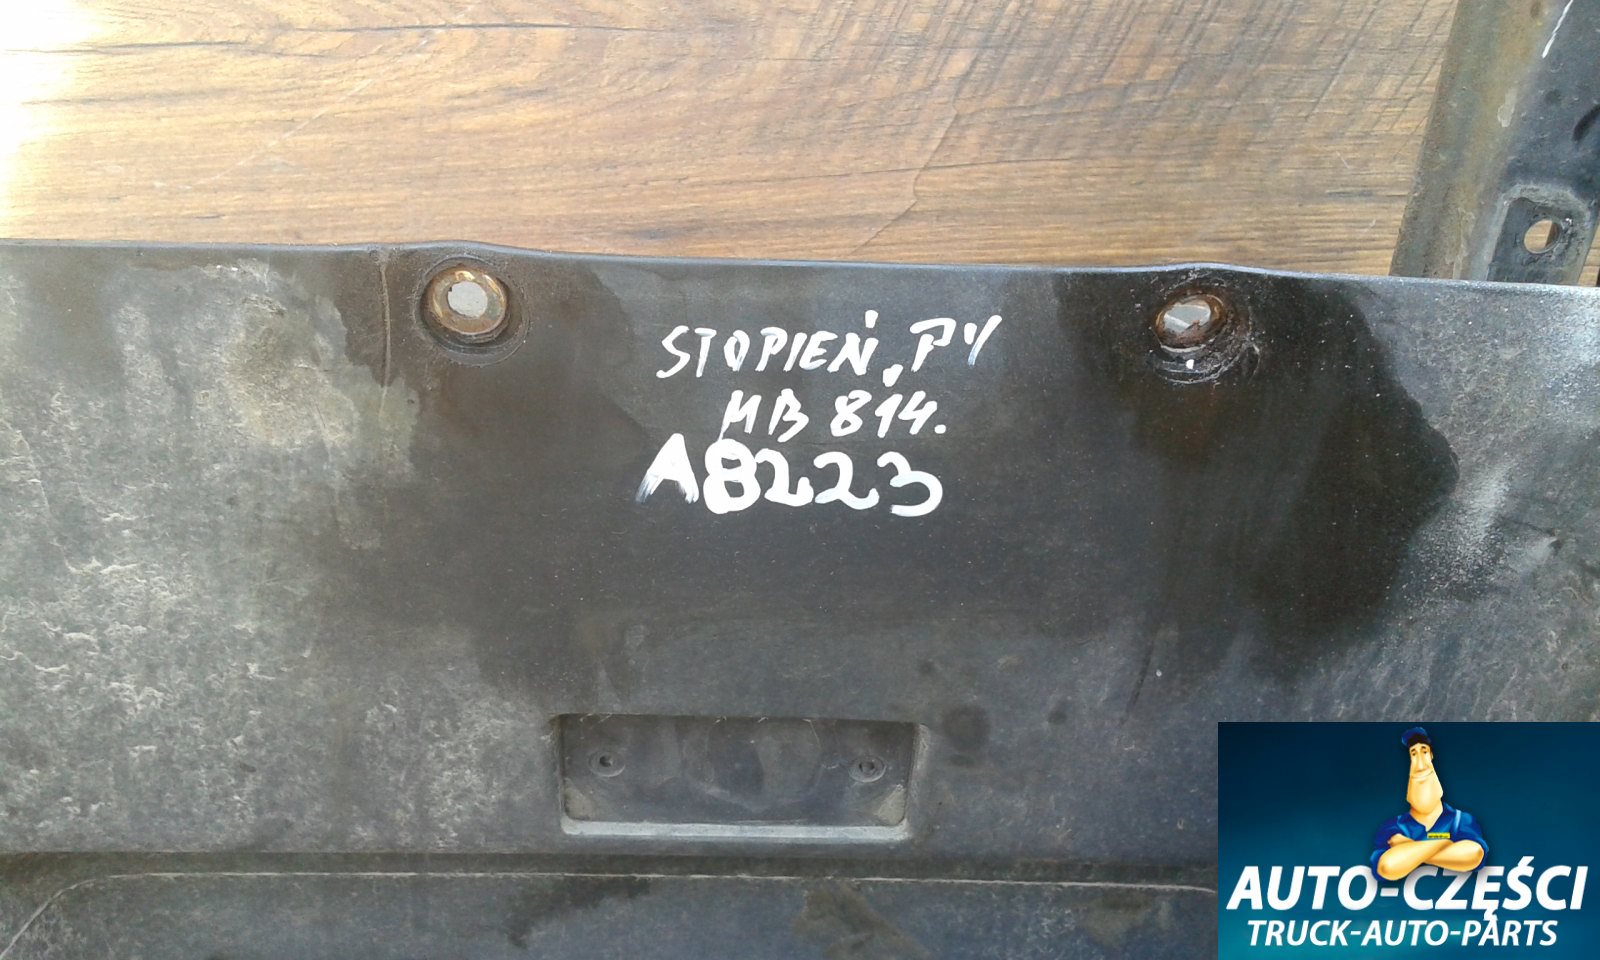 STOPIEŃ, PY
MB 814.
A8223
AUTO-CZĘŚCI
TRUCK-AUTO-PARTS